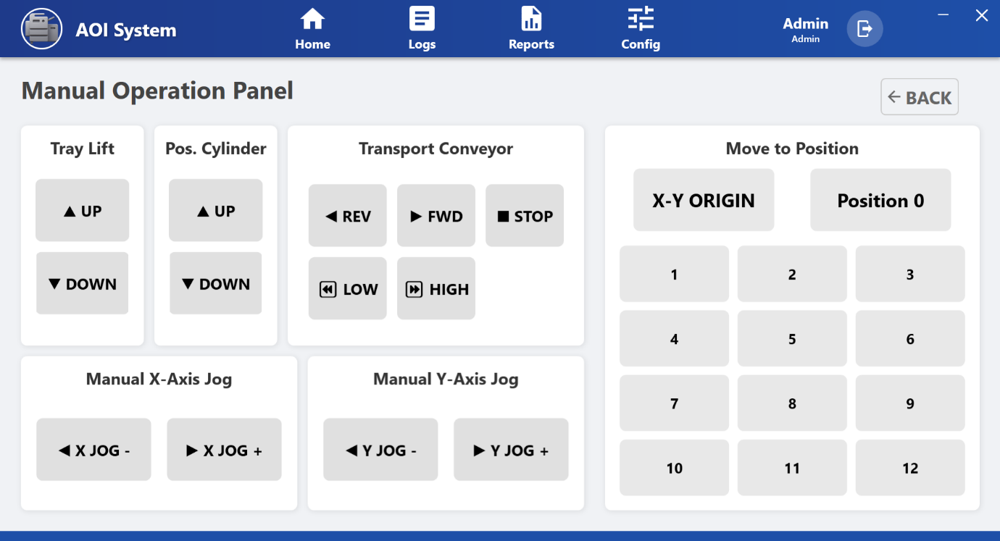 AOI System
Home
Logs
Reports
Config
Admin
Admin
Manual Operation Panel
← BACK
Tray Lift
▲ UP
▼ DOWN
Pos. Cylinder
▲ UP
▼ DOWN
Transport Conveyor
◀ REV
▶ FWD
■ STOP
⏪ LOW
⏩ HIGH
Manual X-Axis Jog
◀ X JOG -
▶ X JOG +
Manual Y-Axis Jog
◀ Y JOG -
▶ Y JOG +
Move to Position
X-Y ORIGIN
Position 0
1
2
3
4
5
6
7
8
9
10
11
12